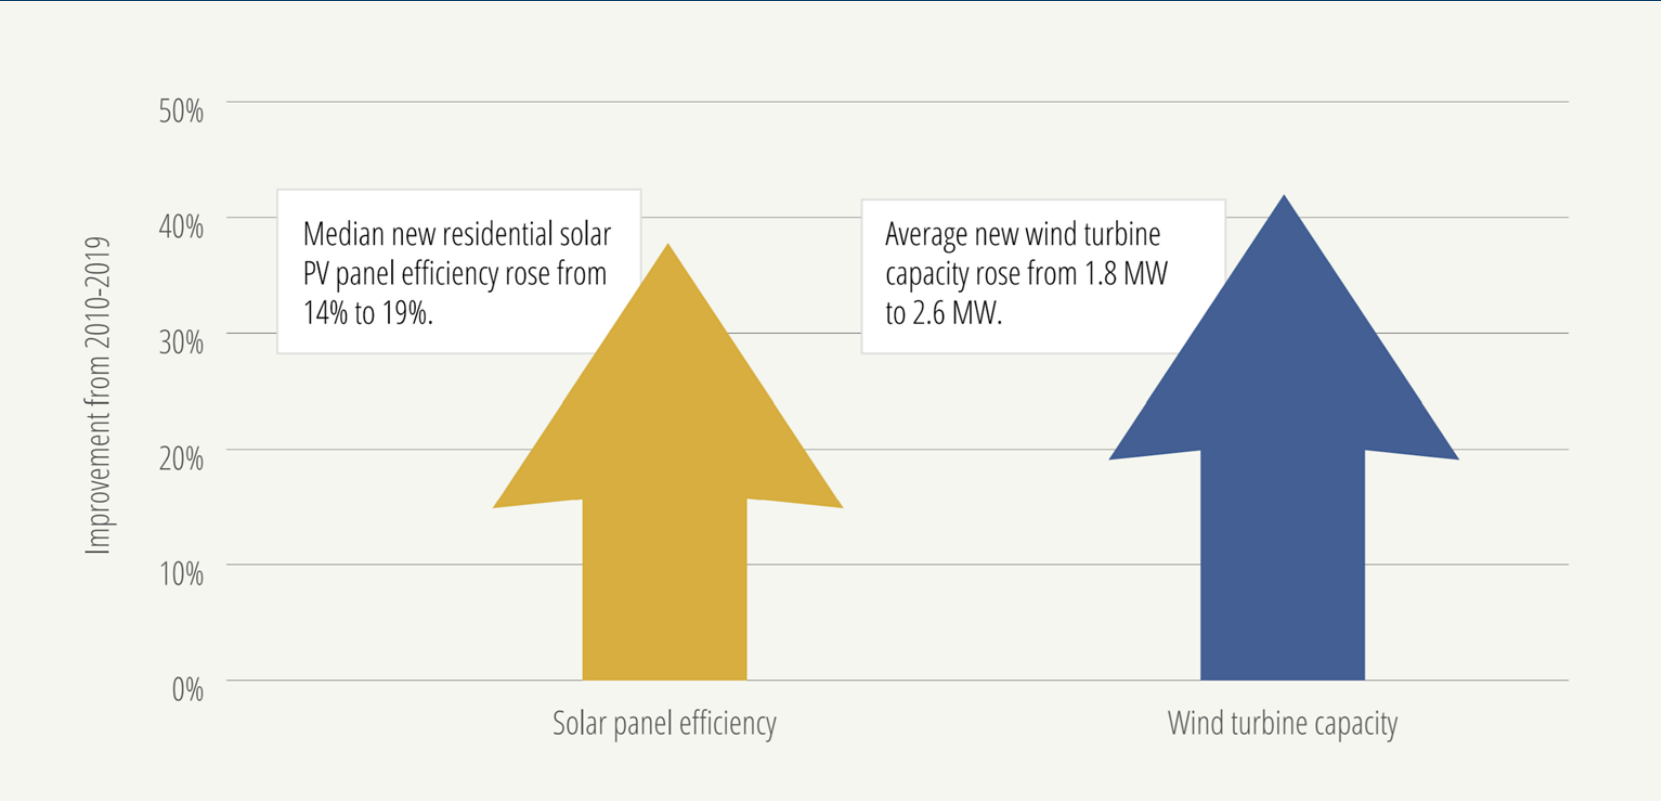 50%
40%
30%
20%
10%
0%
Improvement from 2010-2019
Median new residential solar
PV panel efficiency rose from
14% to 19%.
Average new wind turbine
capacity rose from 1.8 MW
to 2.6 MW.
Solar panel efficiency
Wind turbine capacity